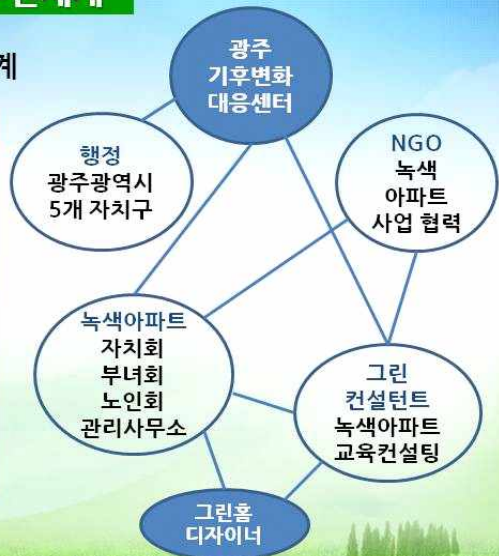 계
광주
기후변화
대응센터
행정
광주광역시
5개 자치구
NGO
녹색
아파트
사업 협력
녹색아파트
자치회
부녀회
노인회
관리사무소
그린
컨설턴트
녹색아파트
교육컨설팅
그린홈
디자이너